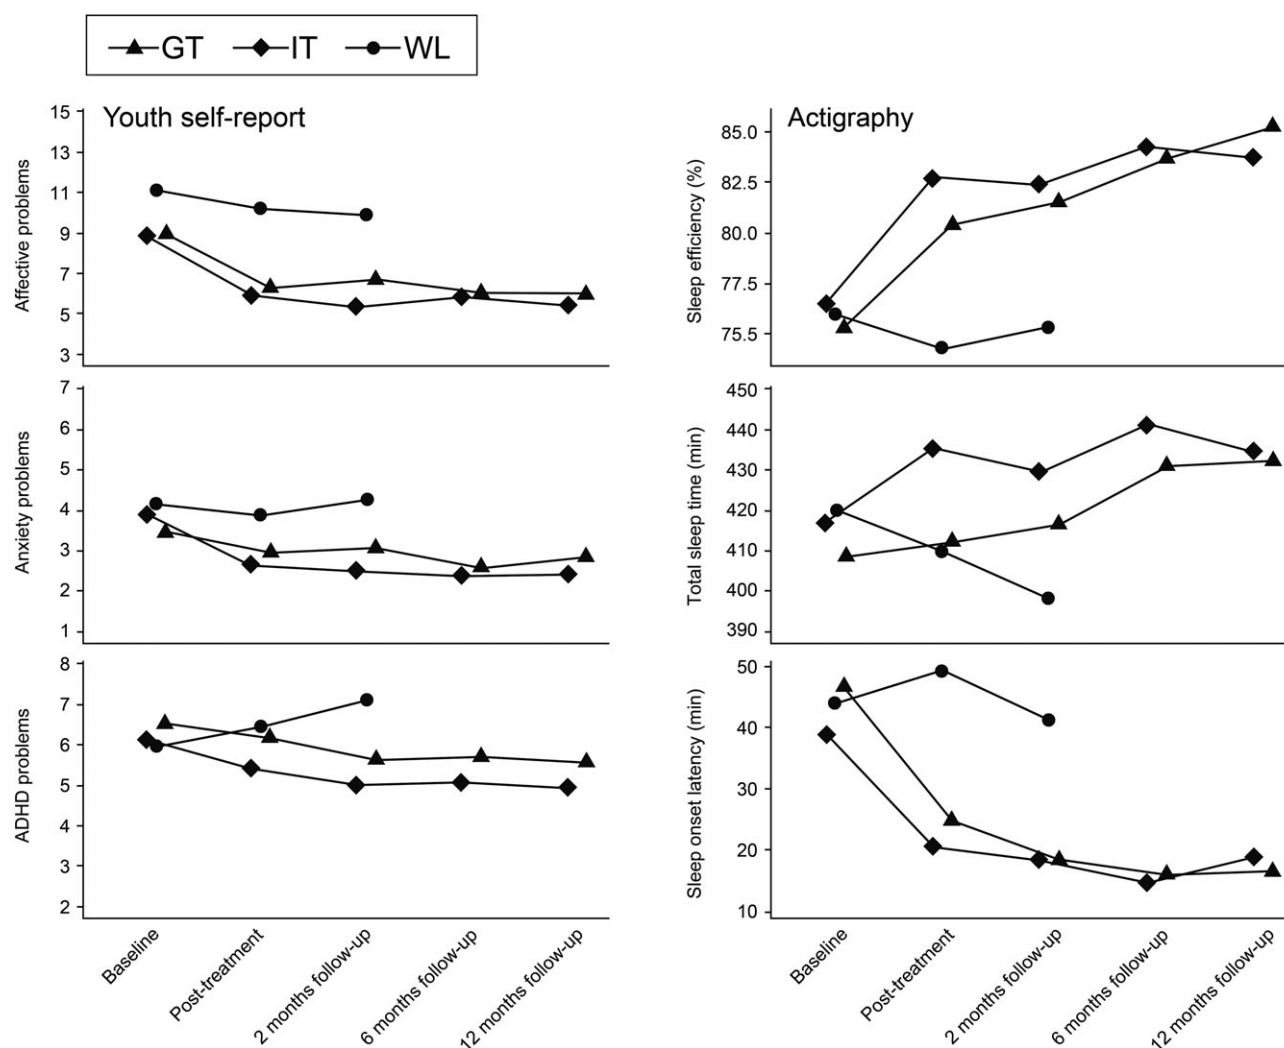 GT IT WL
Youth self-report
Affective problems
15
13
11
9
7
5
3
Anxiety problems
7
6
5
4
3
2
1
ADHD problems
8
7
6
5
4
3
2
Baseline
Post-treatment
2 months follow-up
6 months follow-up
12 months follow-up
Actigraphy
Sleep efficiency (%)
85.0
82.5
80.0
77.5
75.5
Total sleep time (min)
450
440
430
420
410
400
390
Sleep onset latency (min)
50
40
30
20
10
Baseline
Post-treatment
2 months follow-up
6 months follow-up
12 months follow-up